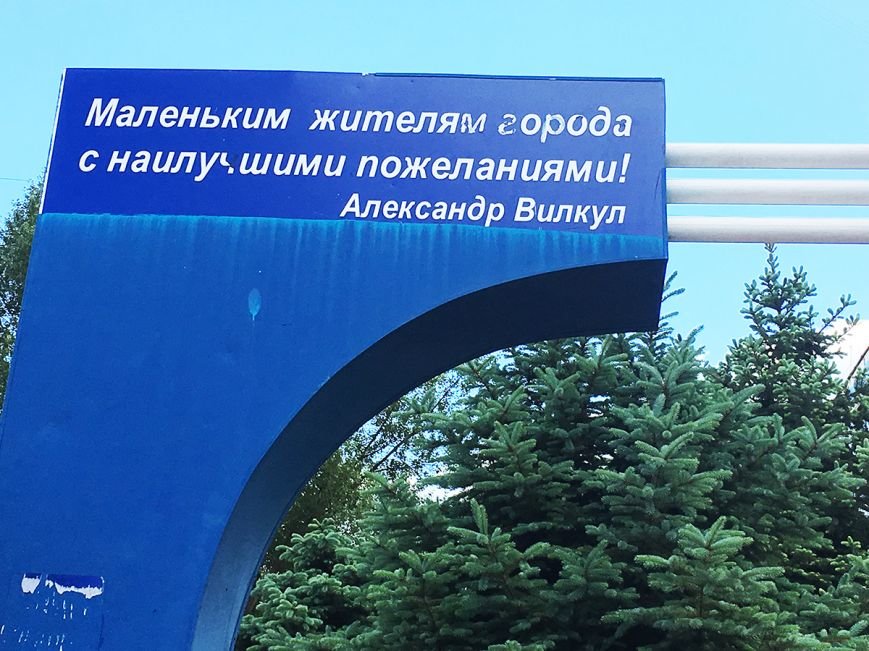 Маленьким жителям города
с наилучшими пожеланиями!
Александр Вилкул